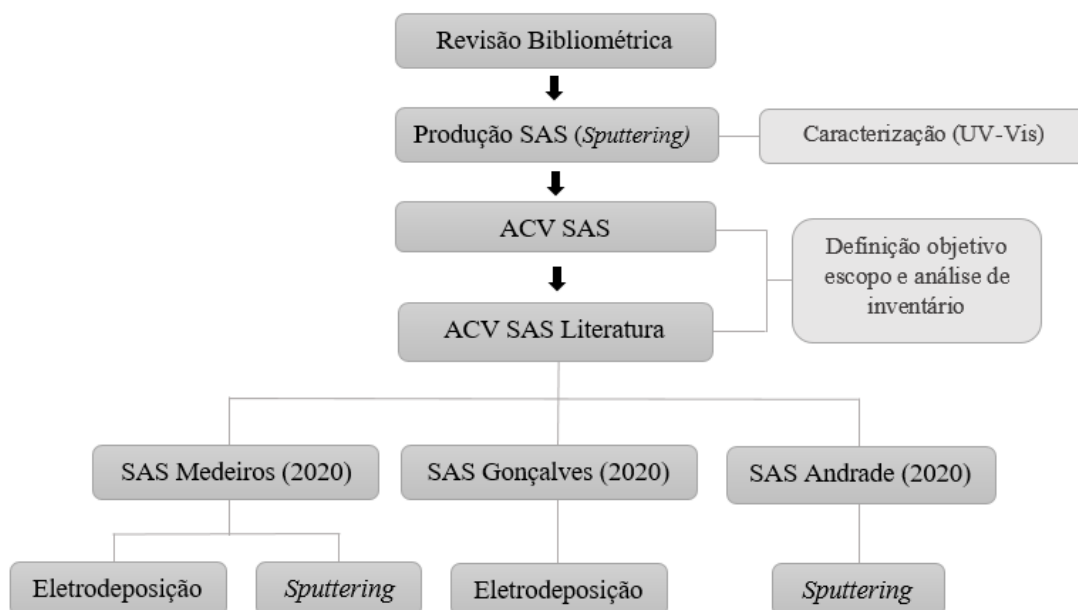 Revisão Bibliométrica
Produção SAS (Sputtering)
Caracterização (UV-Vis)
ACV SAS
Definição objetivo
escopo e análise de
inventário
ACV SAS Literatura
SAS Medeiros (2020)
SAS Gonçalves (2020)
SAS Andrade (2020)
Eletrodeposição
Sputtering
Eletrodeposição
Sputtering